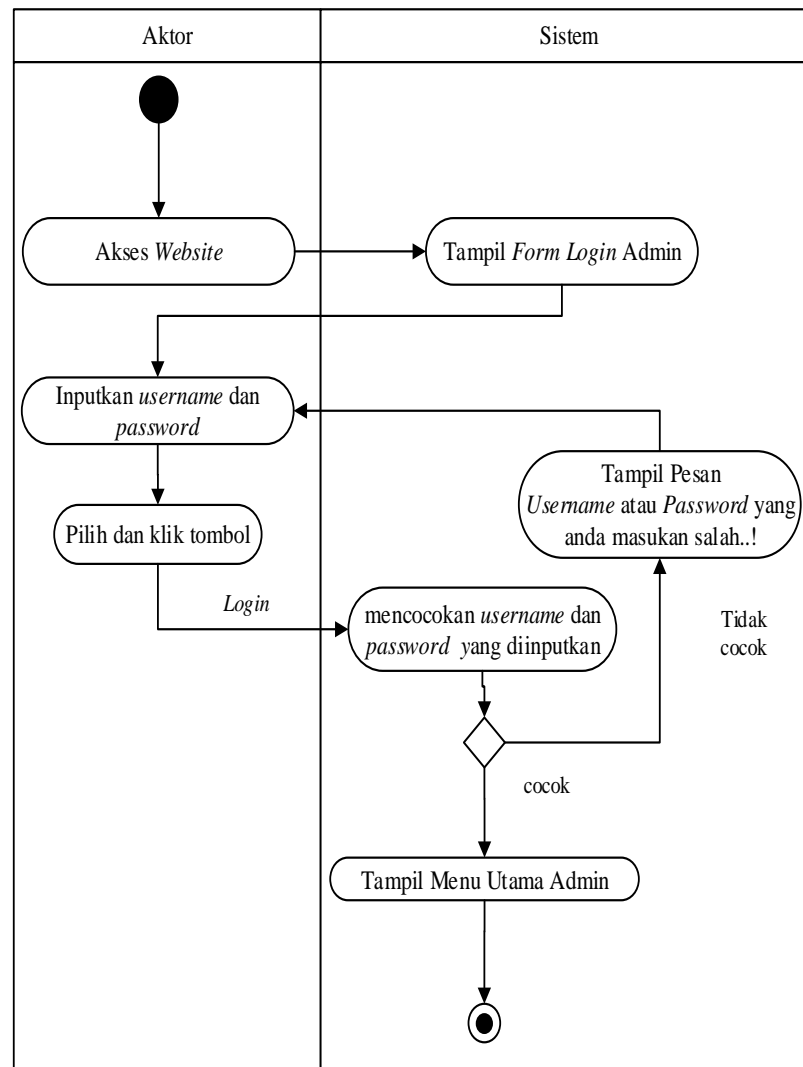 Aktor
Sistem
Akses Website
Tampil Form Login Admin
Inputkan username dan
password
Tampil Pesan
Username atau Password yang
anda masukan salah..!
Pilih dan klik tombol
Login
mencocokan username dan
password yang diinputkan
Tidak
cocok
cocok
Tampil Menu Utama Admin